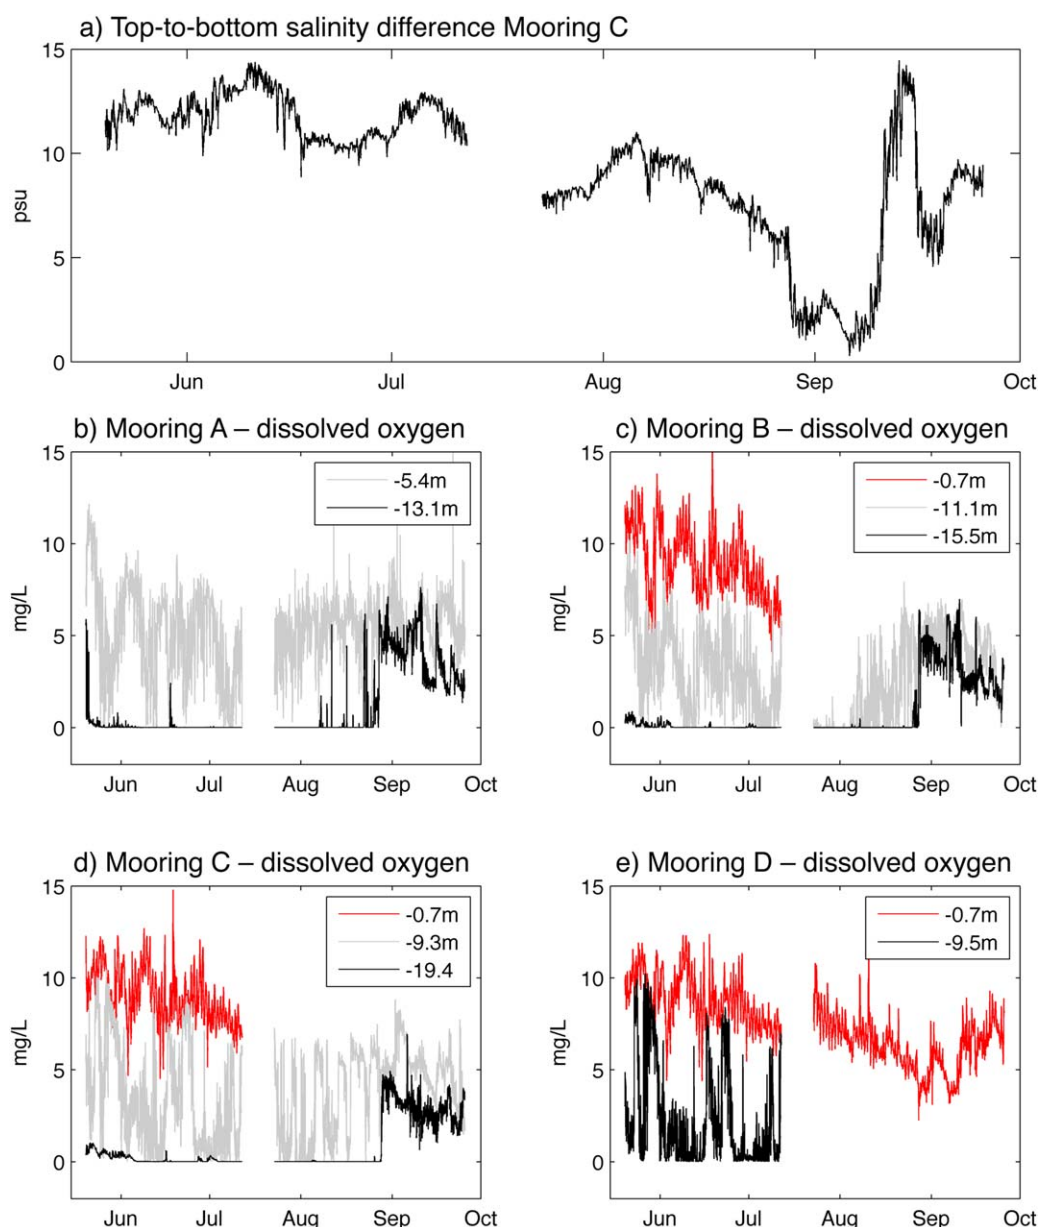 a) Top-to-bottom salinity difference Mooring C
15
10
5
0
psu
Jun Jul Aug Sep Oct
b) Mooring A – dissolved oxygen
15
10
5
0
mg/L
-5.4m
-13.1m
Jun Jul Aug Sep Oct
c) Mooring B – dissolved oxygen
15
10
5
0
mg/L
-0.7m
-11.1m
-15.5m
Jun Jul Aug Sep Oct
d) Mooring C – dissolved oxygen
15
10
5
0
mg/L
-0.7m
-9.3m
-19.4
Jun Jul Aug Sep Oct
e) Mooring D – dissolved oxygen
15
10
5
0
mg/L
-0.7m
-9.5m
Jun Jul Aug Sep Oct